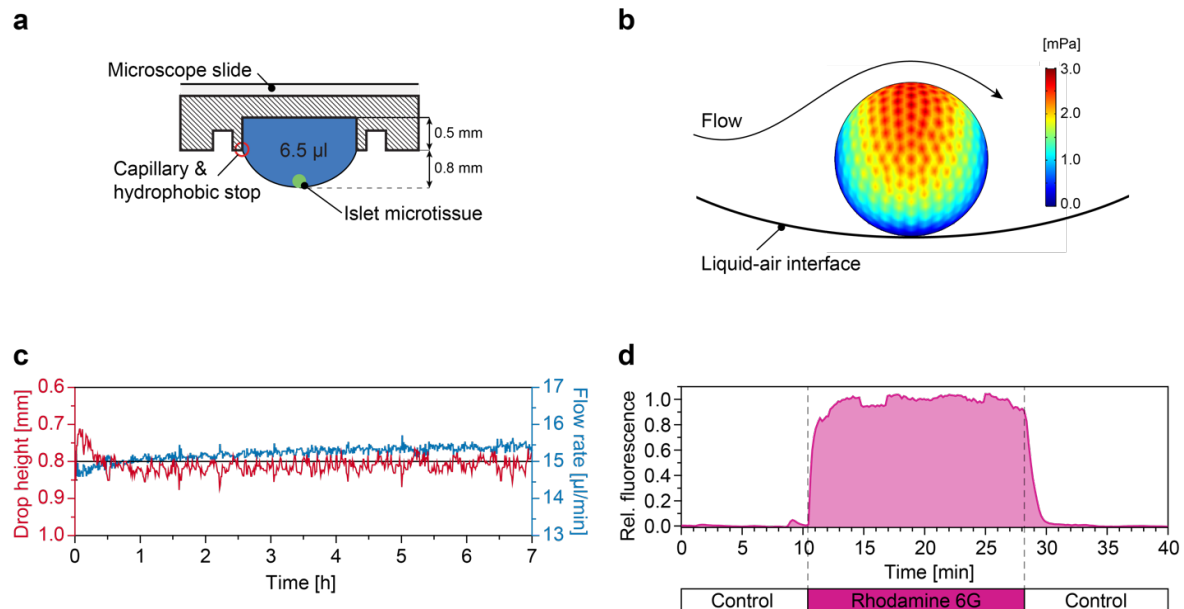 a
Microscope slide
6.5 µl
0.5 mm
0.8 mm
Capillary &
hydrophobic stop
Islet microtissue
b
[mPa]
3.0
2.0
1.0
0.0
Flow
Liquid-air interface
c
Drop height [mm]
0.6
0.7
0.8
0.9
1.0
17
16
15
14
13
Flow rate [µl/min]
0 1 2 3 4 5 6 7
Time [h]
d
Rel. fluorescence
1.0
0.8
0.6
0.4
0.2
0.0
0 5 10 15 20 25 30 35 40
Time [min]
Control Rhodamine 6G Control